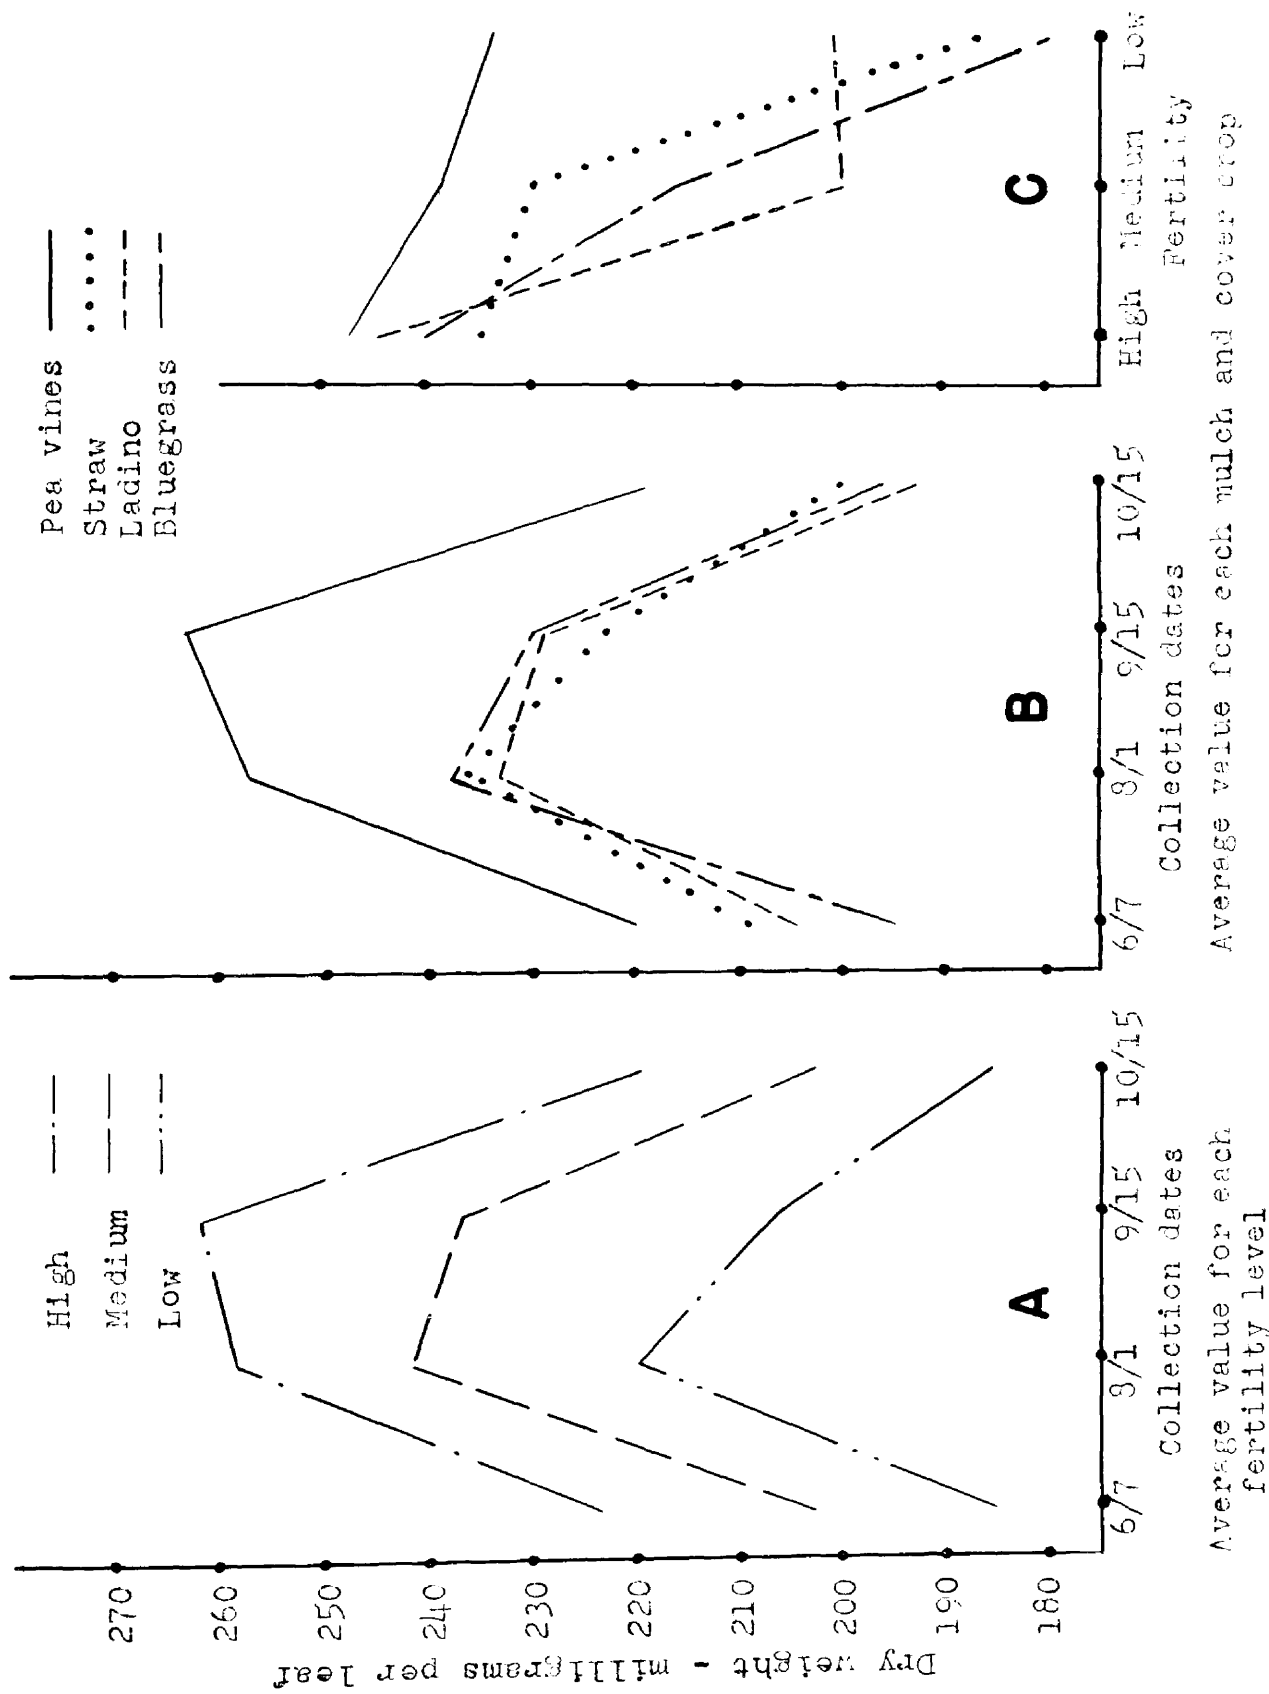 High
Medium
Low
Pea vines
Straw
Ladino
Bluegrass
Dry weight - milligrams per leaf
270
260
250
240
230
220
210
200
190
180
A
6/7 8/1 9/15 10/15
Collection dates
Average value for each
fertility level
B
6/7 8/1 9/15 10/15
Collection dates
C
High Medium Low
Fertility
Average value for each mulch and cover crop